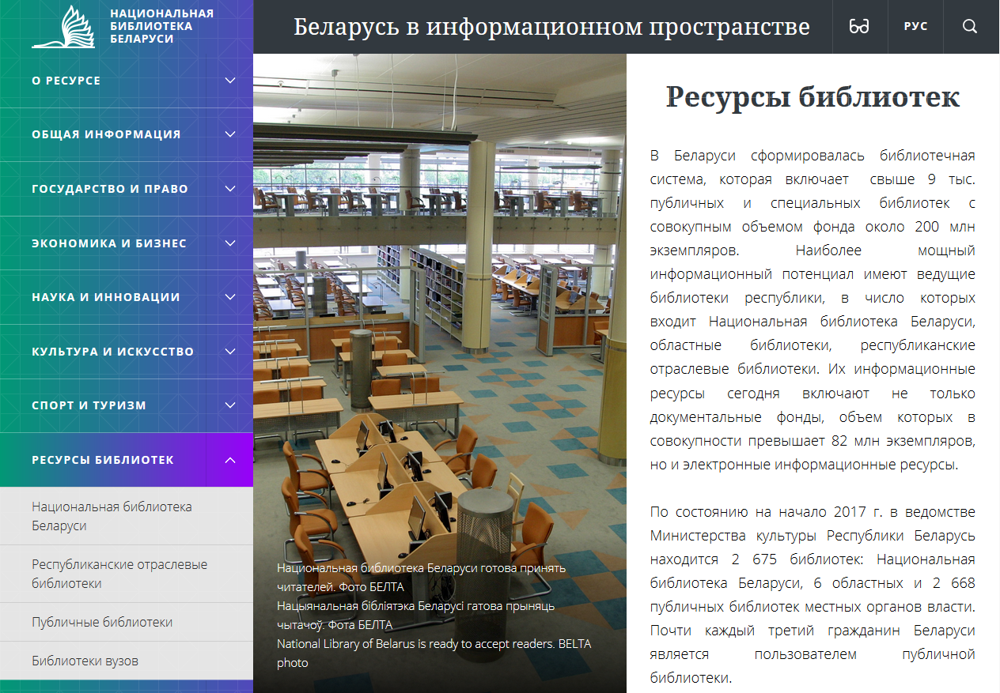 НАЦИОНАЛЬНАЯ
БИБЛИОТЕКА
БЕЛАРУСИ
Беларусь в информационном пространстве
РУС
О РЕСУРСЕ
ОБЩАЯ ИНФОРМАЦИЯ
ГОСУДАРСТВО И ПРАВО
ЭКОНОМИКА И БИЗНЕС
НАУКА И ИННОВАЦИИ
КУЛЬТУРА И ИСКУССТВО
СПОРТ И ТУРИЗМ
РЕСУРСЫ БИБЛИОТЕК
Национальная библиотека
Беларуси
Республиканские отраслевые
библиотеки
Публичные библиотеки
Библиотеки вузов
Национальная библиотека Беларуси готова принять
читателей. Фото БЕЛТА
Нацыянальная бібліятэка Беларусі гатова прыняць
чытачоў. Фота БЕЛТА
National Library of Belarus is ready to accept readers. BELTA
photo
Ресурсы библиотек
В Беларуси сформировалась библиотечная
система, которая включает свыше 9 тыс.
публичных и специальных библиотек с
совокупным объемом фонда около 200 млн
экземпляров. Наиболее мощный
информационный потенциал имеют ведущие
библиотеки республики, в число которых
входит Национальная библиотека Беларуси,
областные библиотеки, республиканские
отраслевые библиотеки. Их информационные
ресурсы сегодня включают не только
документальные фонды, объем которых в
совокупности превышает 82 млн экземпляров,
но и электронные информационные ресурсы.
По состоянию на начало 2017 г. в ведомстве
Министерства культуры Республики Беларусь
находится 2 675 библиотек: Национальная
библиотека Беларуси, 6 областных и 2 668
публичных библиотек местных органов власти.
Почти каждый третий гражданин Беларуси
является пользователем публичной
библиотеки.